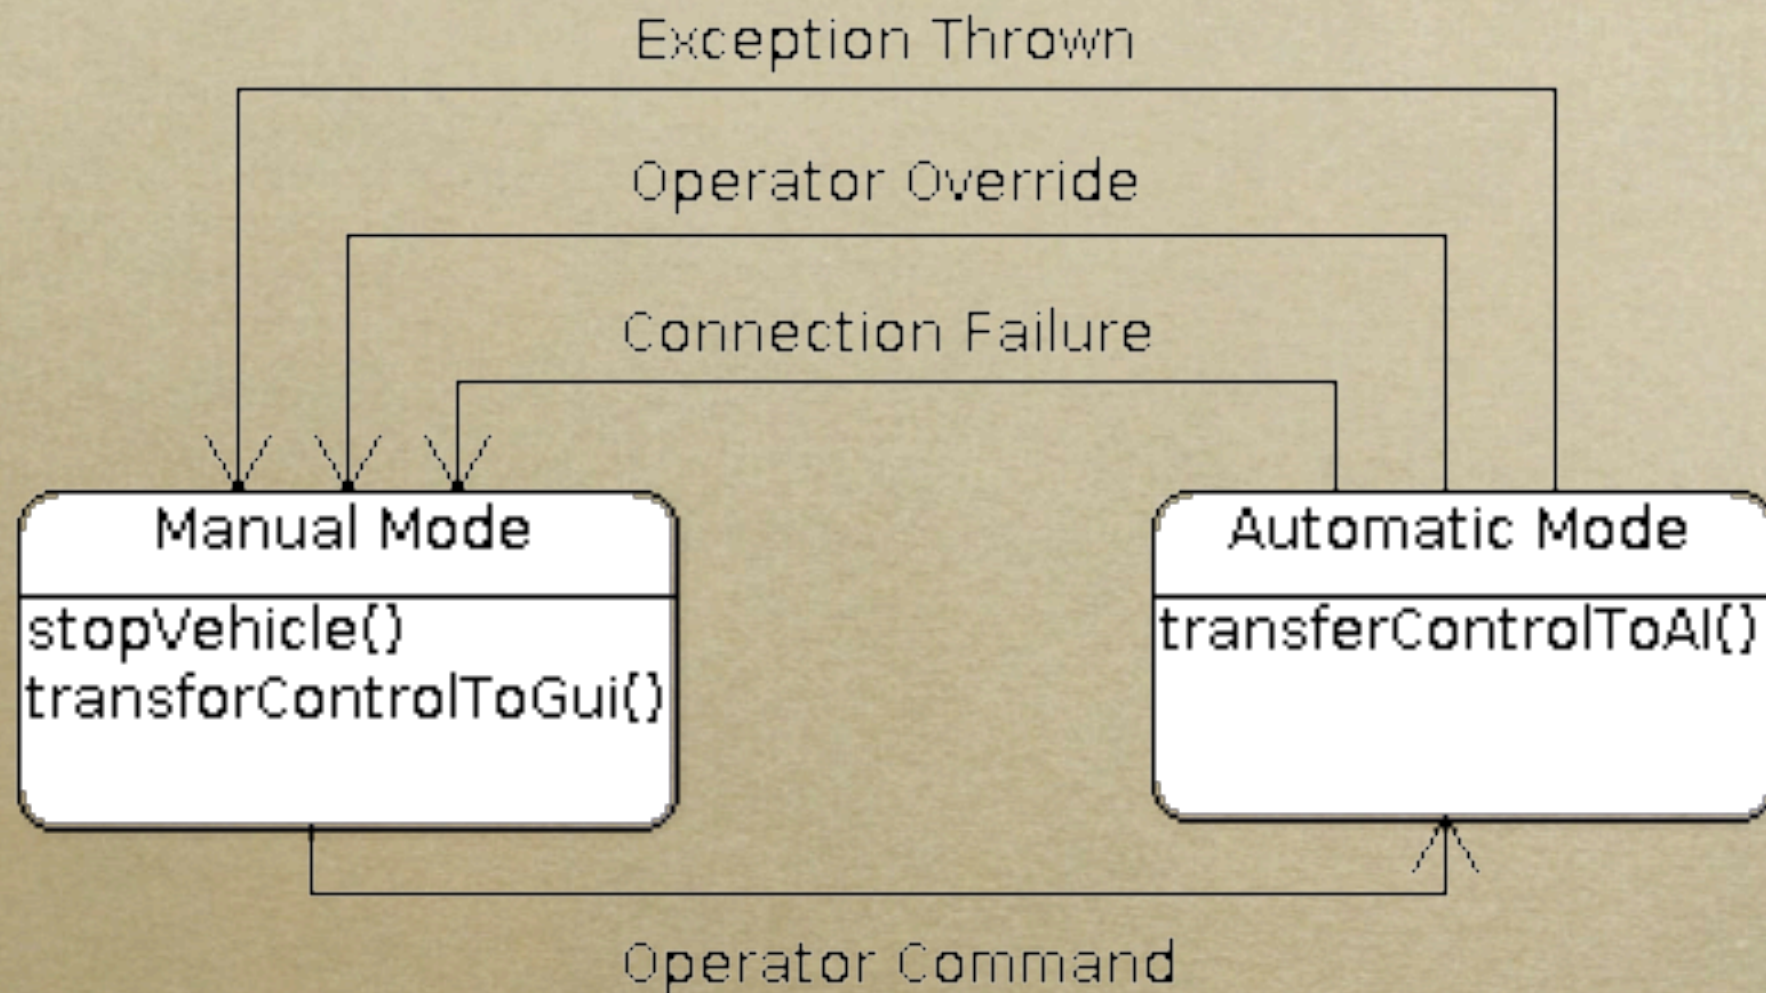 Exception Thrown
Operator Override
Connection Failure
Manual Mode
stopVehicle{}
transforControlToGui{}
Automatic Mode
transferControlToAI{}
Operator Command